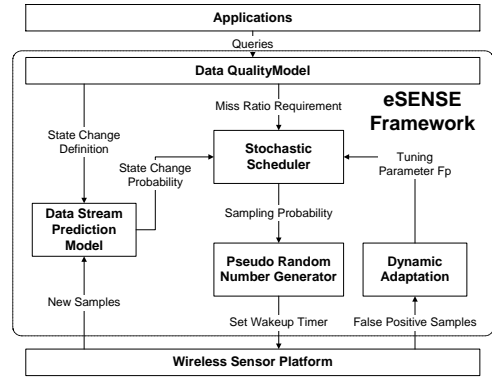 Applications
Queries
Data QualityModel
eSENSE
Framework
Miss Ratio Requirement
State Change
Definition
State Change
Probability
Stochastic
Scheduler
Tuning
Parameter Fp
Data Stream
Prediction
Model
Sampling Probability
Pseudo Random
Number Generator
Dynamic
Adaptation
New Samples
Set Wakeup Timer
False Positive Samples
Wireless Sensor Platform